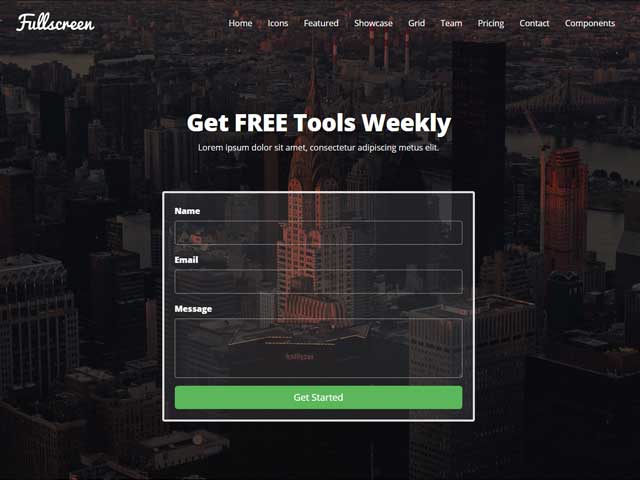 Fullscreen
Home Icons Featured Showcase Grid Team Pricing Contact Components
Get FREE Tools Weekly
Lorem ipsum dolor sit amet, consectetur adipiscing metus elit.
Name
Email
Message
Get Started